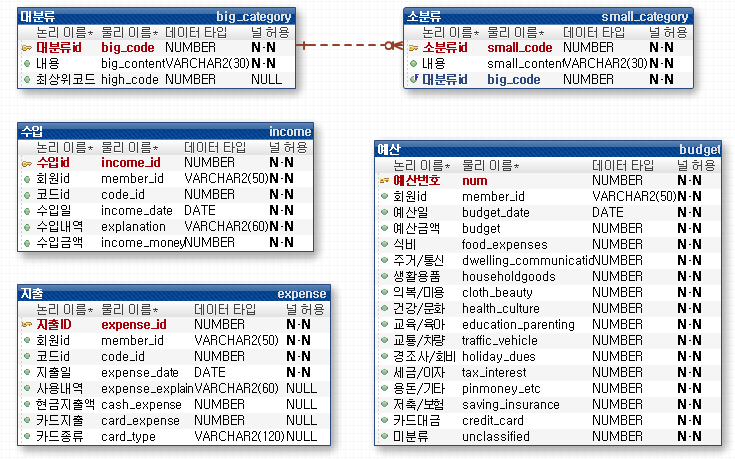 대분류 big_category
논리 이름* 물리 이름* 데이터 타입 널 허용
대분류id big_code NUMBER N-N
내용 big_content VARCHAR2(30) N-N
최상위코드 high_code NUMBER NULL
소분류 small_category
논리 이름* 물리 이름* 데이터 타입 널 허용
소분류id small_code NUMBER N-N
내용 small_content VARCHAR2(30) N-N
대분류id big_code NUMBER N-N
수입 income
논리 이름* 물리 이름* 데이터 타입 널 허용
수입id income_id NUMBER N-N
회원id member_id VARCHAR2(50) N-N
코드id code_id NUMBER N-N
수입일 income_date DATE N-N
수입내역 explanation VARCHAR2(60) N-N
수입금액 income_money NUMBER N-N
예산 budget
논리 이름* 물리 이름* 데이터 타입 널 허용
예산번호 num NUMBER N-N
회원id member_id VARCHAR2(50) N-N
예산일 budget_date DATE N-N
예산금액 budget NUMBER N-N
식비 food_expenses NUMBER N-N
주거/통신 dwelling_communicatio NUMBER N-N
생활용품 householdgoods NUMBER N-N
의복/미용 cloth_beauty NUMBER N-N
건강/문화 health_culture NUMBER N-N
교육/육아 education_parenting NUMBER N-N
교통/차량 traffic_vehicle NUMBER N-N
경조사/회비 holiday_dues NUMBER N-N
세금/이자 tax_interest NUMBER N-N
용돈/기타 pinmoney_etc NUMBER N-N
저축/보험 saving_insurance NUMBER N-N
카드대금 credit_card NUMBER N-N
미분류 unclassified NUMBER N-N
지출 expense
논리 이름* 물리 이름* 데이터 타입 널 허용
지출ID expense_id NUMBER N-N
회원id member_id VARCHAR2(50) N-N
코드id code_id NUMBER N-N
지출일 expense_date DATE N-N
사용내역 expense_explain VARCHAR2(60) NULL
현금지출액 cash_expense NUMBER NULL
카드지출 card_expense NUMBER NULL
카드종류 card_type VARCHAR2(120) NULL